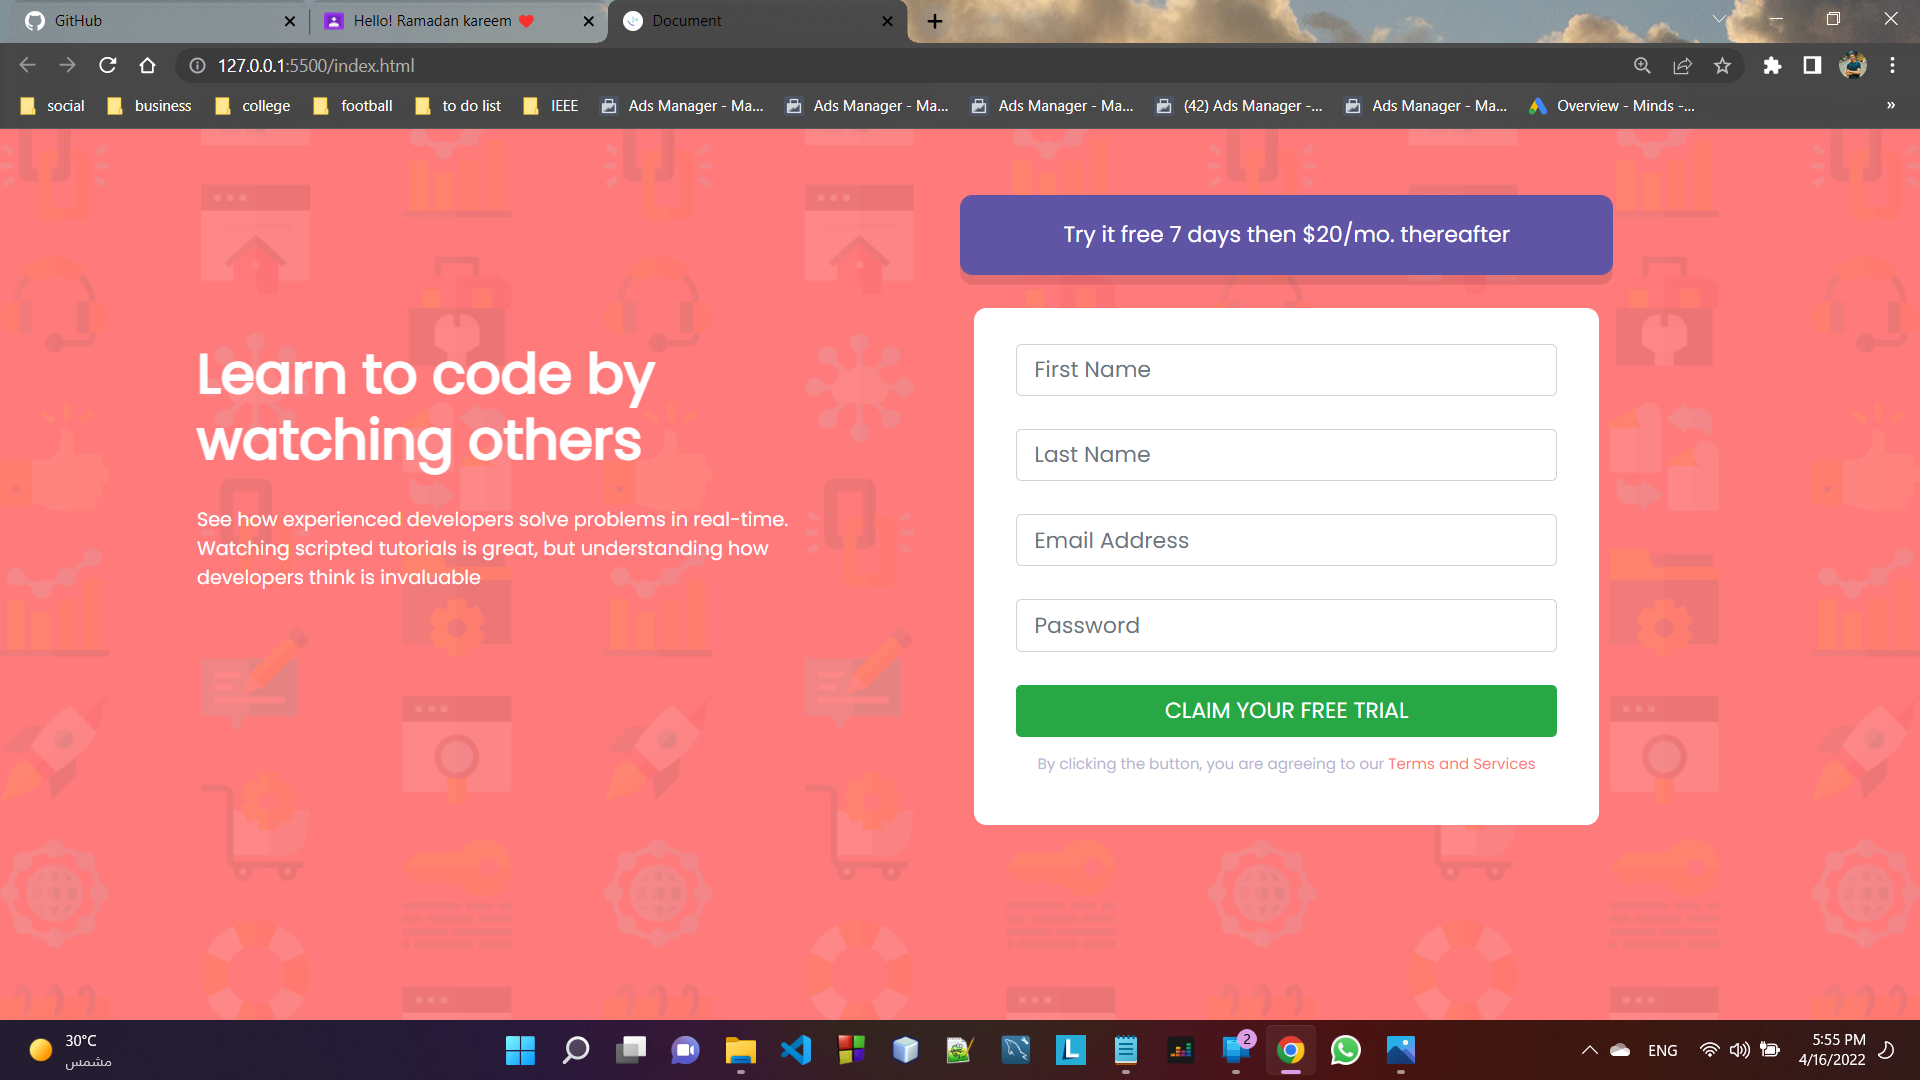 GitHub
Hello! Ramadan kareem ❤️
Document
127.0.0.1:5500/index.html
social
business
college
football
to do list
IEEE
Ads Manager - Ma...
Ads Manager - Ma...
Ads Manager - Ma...
(42) Ads Manager -...
Ads Manager - Ma...
Overview - Minds -...
»
Learn to code by
watching others
See how experienced developers solve problems in real-time.
Watching scripted tutorials is great, but understanding how
developers think is invaluable
Try it free 7 days then $20/mo. thereafter
First Name
Last Name
Email Address
Password
CLAIM YOUR FREE TRIAL
By clicking the button, you are agreeing to our Terms and Services
30°C
مشمس
L
2
ENG
5:55 PM
4/16/2022